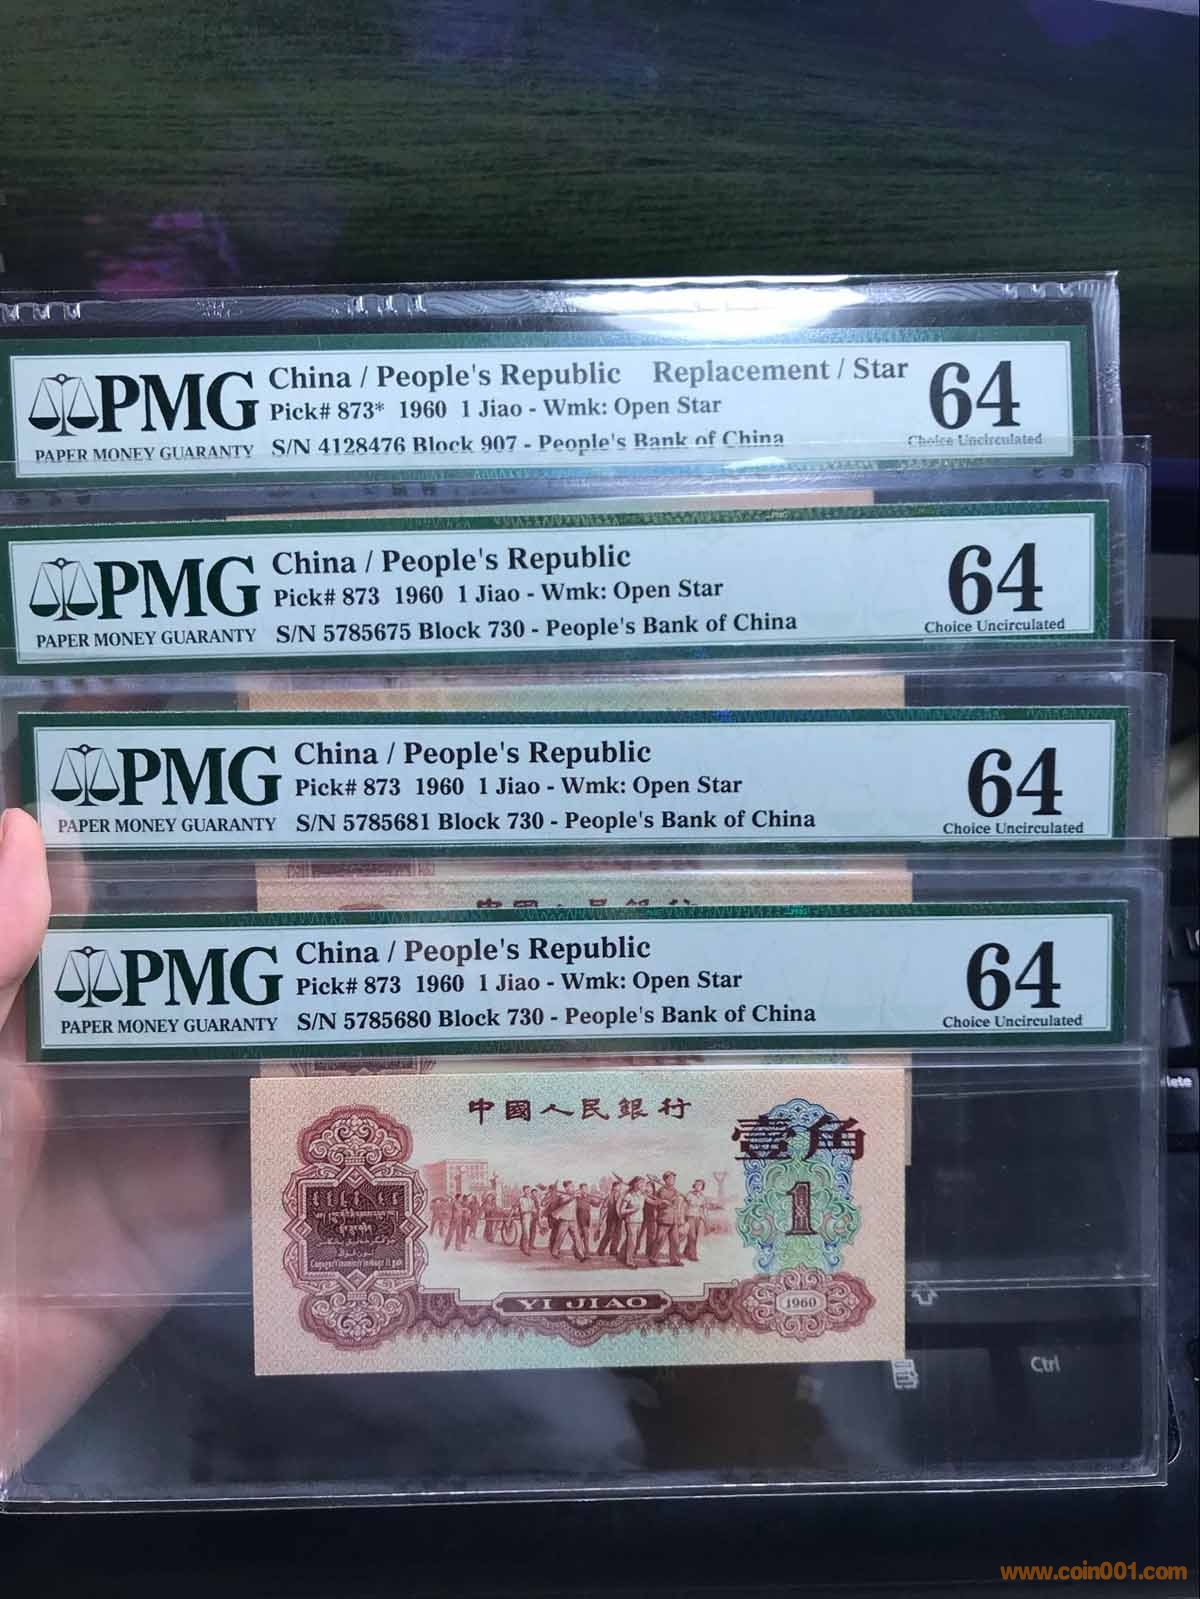 PMG
PAPER MONEY GUARANTY
China / People's Republic Replacement / Star
Pick# 873* 1960 1 Jiao - Wmk: Open Star
S/N 4128476 Block 907 - People's Bank of China
64
Choice Uncirculated
PMG
PAPER MONEY GUARANTY
China / People's Republic
Pick# 873 1960 1 Jiao - Wmk: Open Star
S/N 5785675 Block 730 - People's Bank of China
64
Choice Uncirculated
PMG
PAPER MONEY GUARANTY
China / People's Republic
Pick# 873 1960 1 Jiao - Wmk: Open Star
S/N 5785681 Block 730 - People's Bank of China
64
Choice Uncirculated
PMG
PAPER MONEY GUARANTY
China / People's Republic
Pick# 873 1960 1 Jiao - Wmk: Open Star
S/N 5785680 Block 730 - People's Bank of China
64
Choice Uncirculated
中國人民銀行
壹角
1
YI JIAO
1960
Ctrl
www.coin001.com